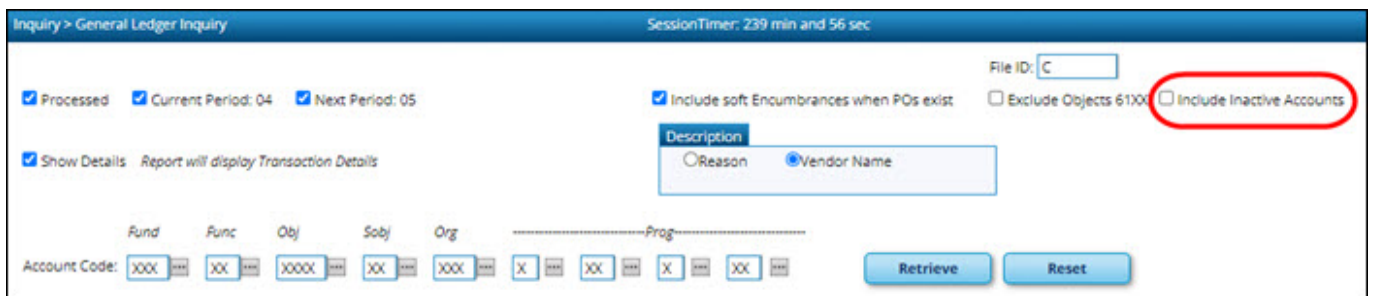 Inquiry > General Ledger Inquiry SessionTimer: 239 min and 56 sec
File ID: C
Processed Current Period: 04 Next Period: 05 Include soft Encumbrances when POs exist Exclude Objects 61XX Include Inactive Accounts
Description
Show Details Report will display Transaction Details Reason Vendor Name
Fund Func Obj Sobj Org -------------------------------Prog-------------------------------
Account Code: XXX ... XX ... XXXX ... XX ... XXX ... X ... XX ... X ... XX ... Retrieve Reset